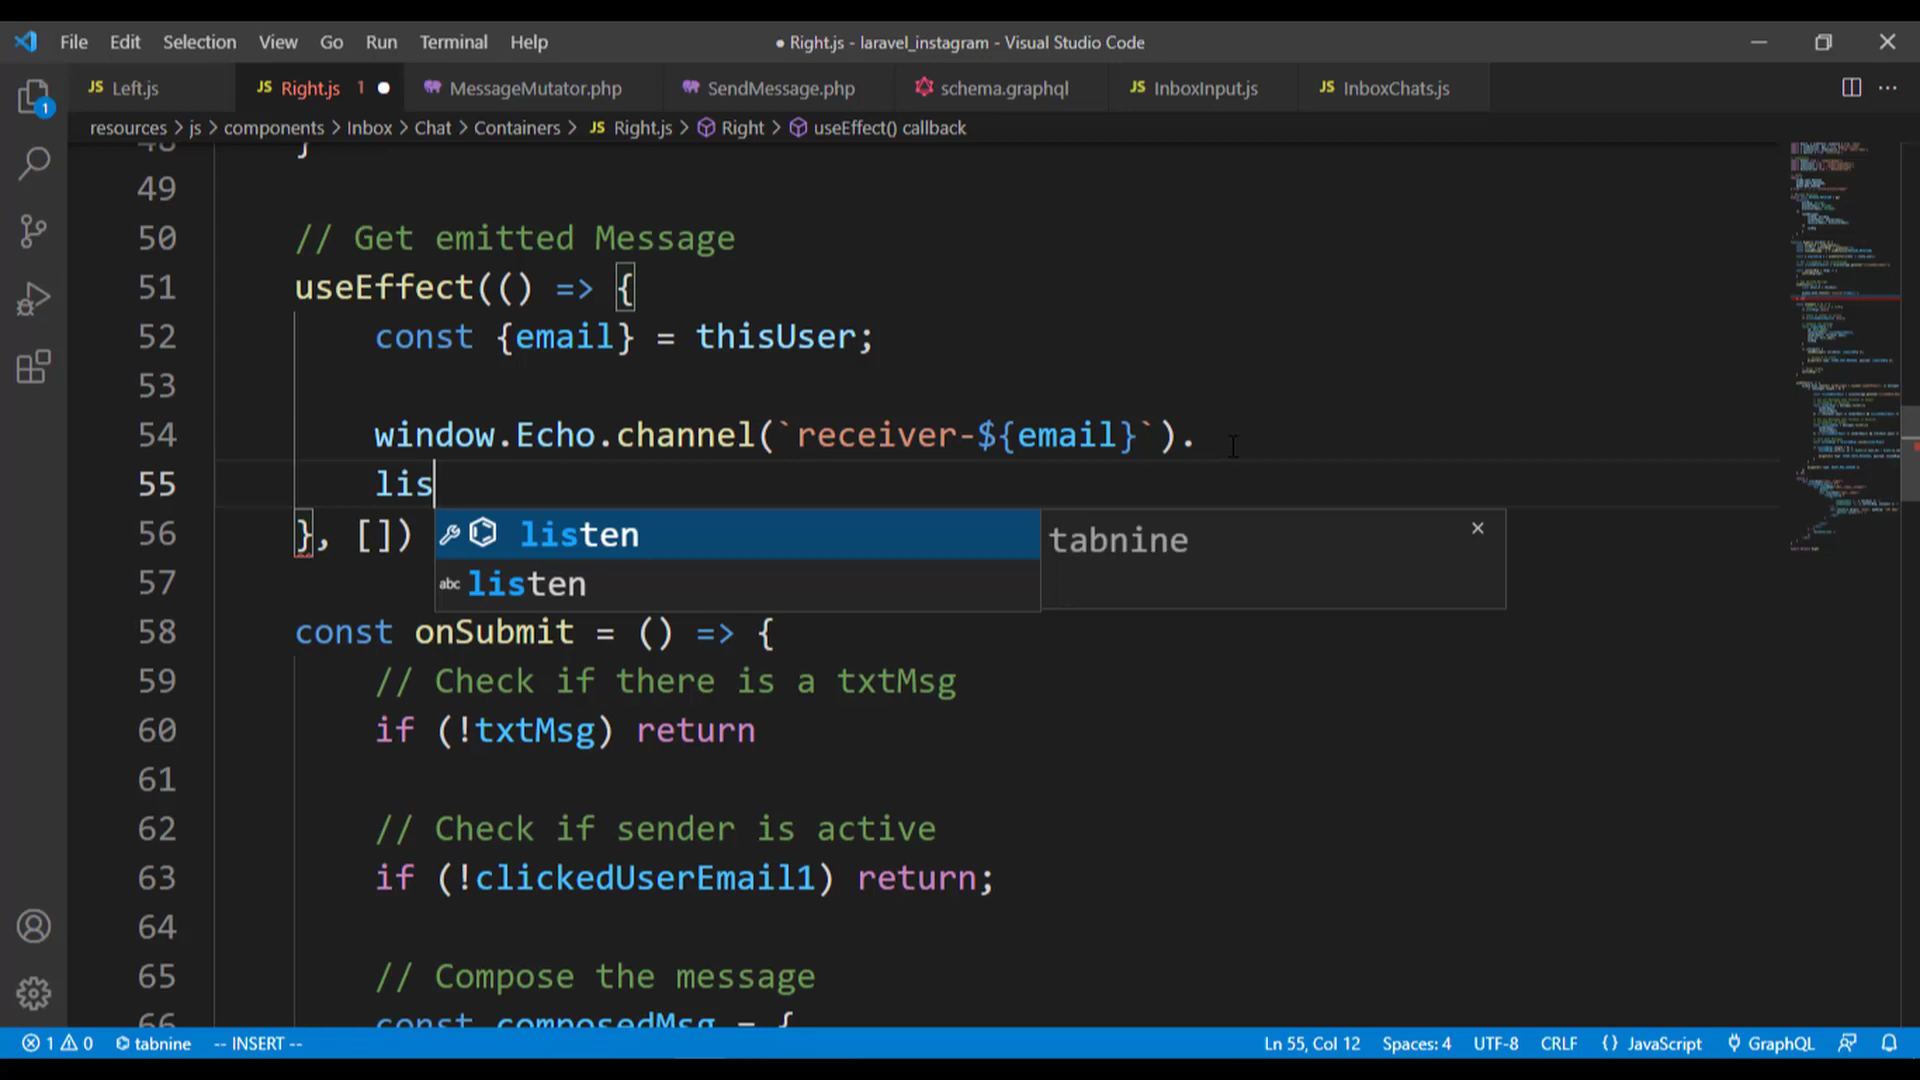 File Edit Selection View Go Run Terminal Help ● Right.js - laravel_instagram - Visual Studio Code
JS Left.js JS Right.js 1 MessageMutator.php SendMessage.php schema.graphql JS InboxInput.js JS InboxChats.js
resources > js > components > Inbox > Chat > Containers > JS Right.js > Right > useEffect() callback
1
48 }
49
50 // Get emitted Message
51 useEffect(() => {
52 const {email} = thisUser;
53
54 window.Echo.channel(`receiver-${email}`).
55 lis
56 }, [])
listen tabnine
57
abc listen
58 const onSubmit = () => {
59 // Check if there is a txtMsg
60 if (!txtMsg) return
61
62 // Check if sender is active
63 if (!clickedUserEmail1) return;
64
65 // Compose the message
66 const composedMsg = {
1 0 tabnine -- INSERT -- Ln 55, Col 12 Spaces: 4 UTF-8 CRLF {} JavaScript GraphQL